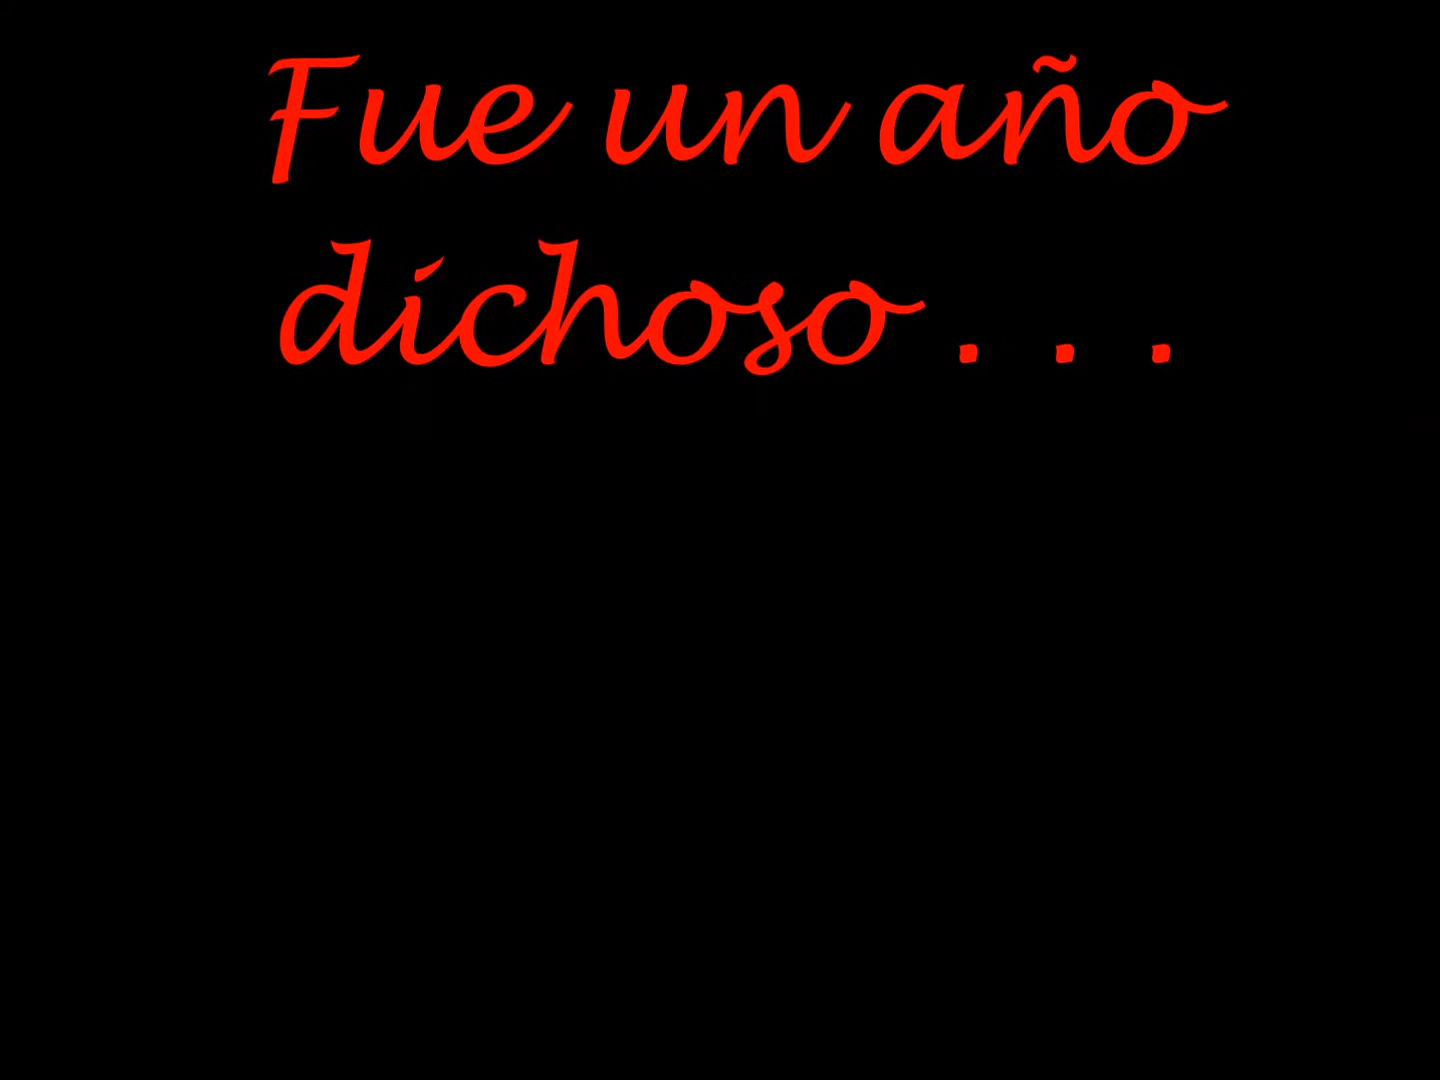 Fue un año
dichoso . . .